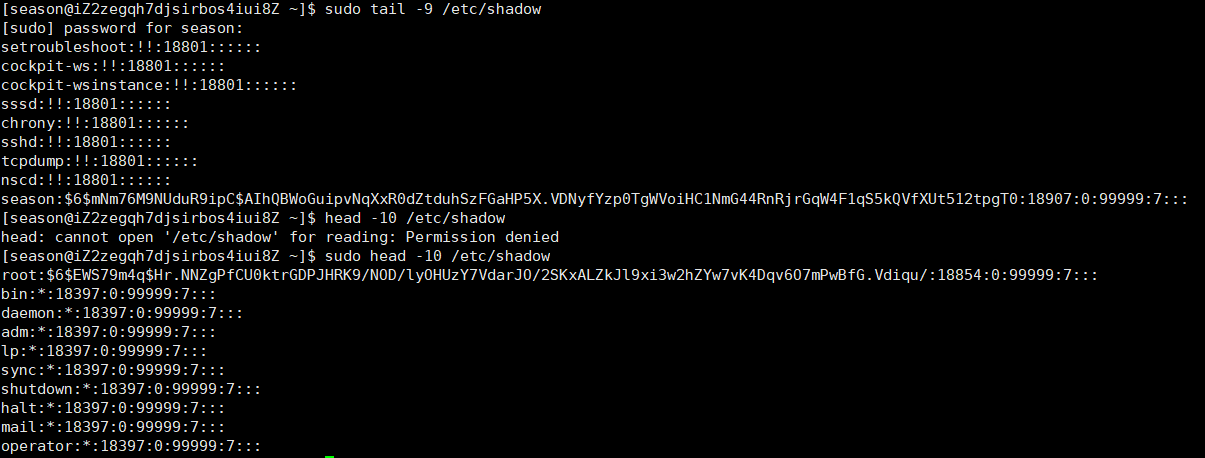 [season@iZ2zegqh7djsirbos4iui8Z ~]$ sudo tail -9 /etc/shadow
[sudo] password for season:
setroubleshoot:!!:18801::::::
cockpit-ws:!!:18801::::::
cockpit-wsinstance:!!:18801::::::
sssd:!!:18801::::::
chrony:!!:18801::::::
sshd:!!:18801::::::
tcpdump:!!:18801::::::
nscd:!!:18801::::::
season:$6$mNm76M9NUduR9ipC$AIhQBWoGuipvNqXxR0dZtduhSzFGaHP5X.VDNyfYzp0TgWVoiHC1NmG44RnRjrGqW4F1qS5kQVfXUt512tpgT0:18907:0:99999:7:::
[season@iZ2zegqh7djsirbos4iui8Z ~]$ head -10 /etc/shadow
head: cannot open '/etc/shadow' for reading: Permission denied
[season@iZ2zegqh7djsirbos4iui8Z ~]$ sudo head -10 /etc/shadow
root:$6$EWS79m4q$Hr.NNZgPfCU0ktrGDPJHRK9/NOD/lyOHUzY7VdarJO/2SKxALZkJl9xi3w2hZYw7vK4Dqv6O7mPwBfG.Vdiqu/:18854:0:99999:7:::
bin:*:18397:0:99999:7:::
daemon:*:18397:0:99999:7:::
adm:*:18397:0:99999:7:::
lp:*:18397:0:99999:7:::
sync:*:18397:0:99999:7:::
shutdown:*:18397:0:99999:7:::
halt:*:18397:0:99999:7:::
mail:*:18397:0:99999:7:::
operator:*:18397:0:99999:7:::